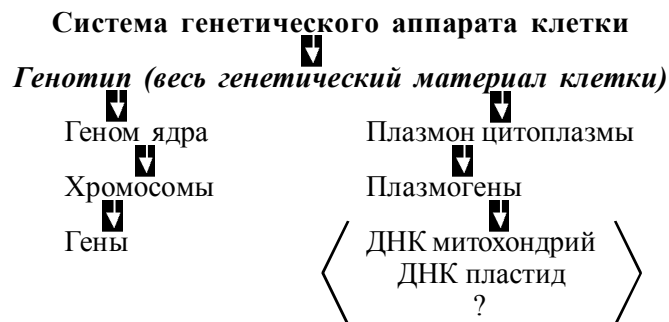 Система генетического аппарата клетки
Генотип (весь генетический материал клетки)
Геном ядра Плазмон цитоплазмы
Хромосомы Плазмогены
Гены ДНК митохондрий
ДНК пластид
?